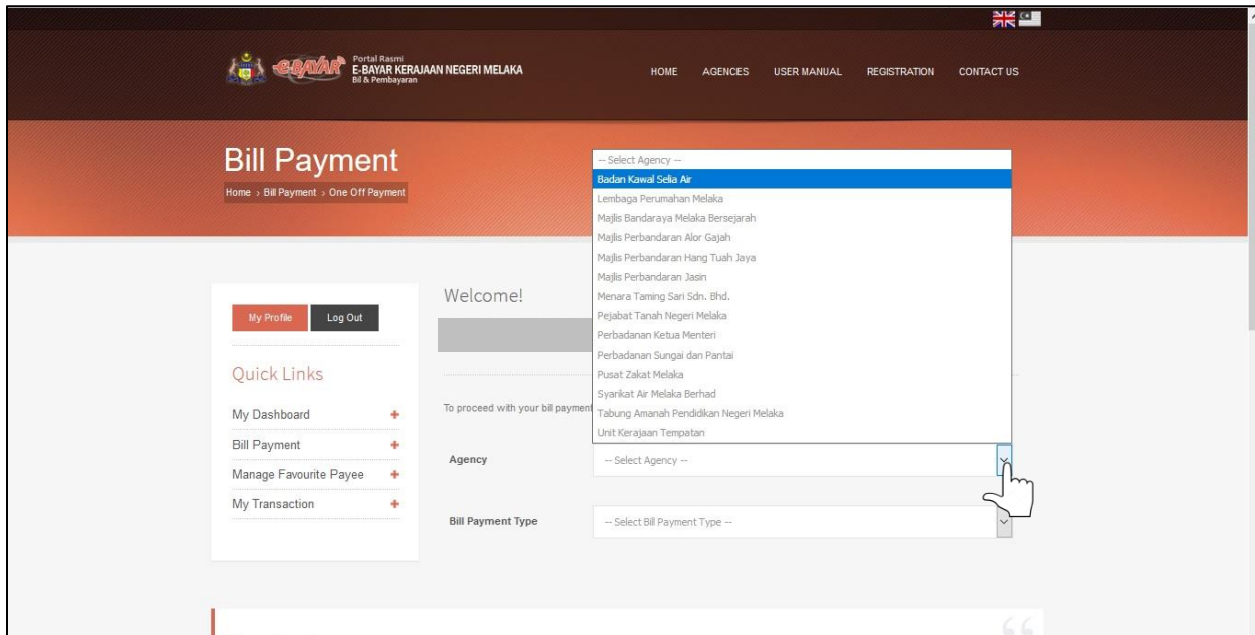 e-BAYAR
Portal Rasmi
E-BAYAR KERAJAAN NEGERI MELAKA
Bil & Pembayaran
HOME AGENCIES USER MANUAL REGISTRATION CONTACT US
Bill Payment
Home › Bill Payment › One Off Payment
-- Select Agency --
Badan Kawal Selia Air
Lembaga Perumahan Melaka
Majlis Bandaraya Melaka Bersejarah
Majlis Perbandaran Alor Gajah
Majlis Perbandaran Hang Tuah Jaya
Majlis Perbandaran Jasin
Menara Taming Sari Sdn. Bhd.
Pejabat Tanah Negeri Melaka
Perbadanan Ketua Menteri
Perbadanan Sungai dan Pantai
Pusat Zakat Melaka
Syarikat Air Melaka Berhad
Tabung Amanah Pendidikan Negeri Melaka
Unit Kerajaan Tempatan
My Profile Log Out
Quick Links
My Dashboard +
Bill Payment +
Manage Favourite Payee +
My Transaction +
Welcome!
To proceed with your bill payment
Agency -- Select Agency --
Bill Payment Type -- Select Bill Payment Type --